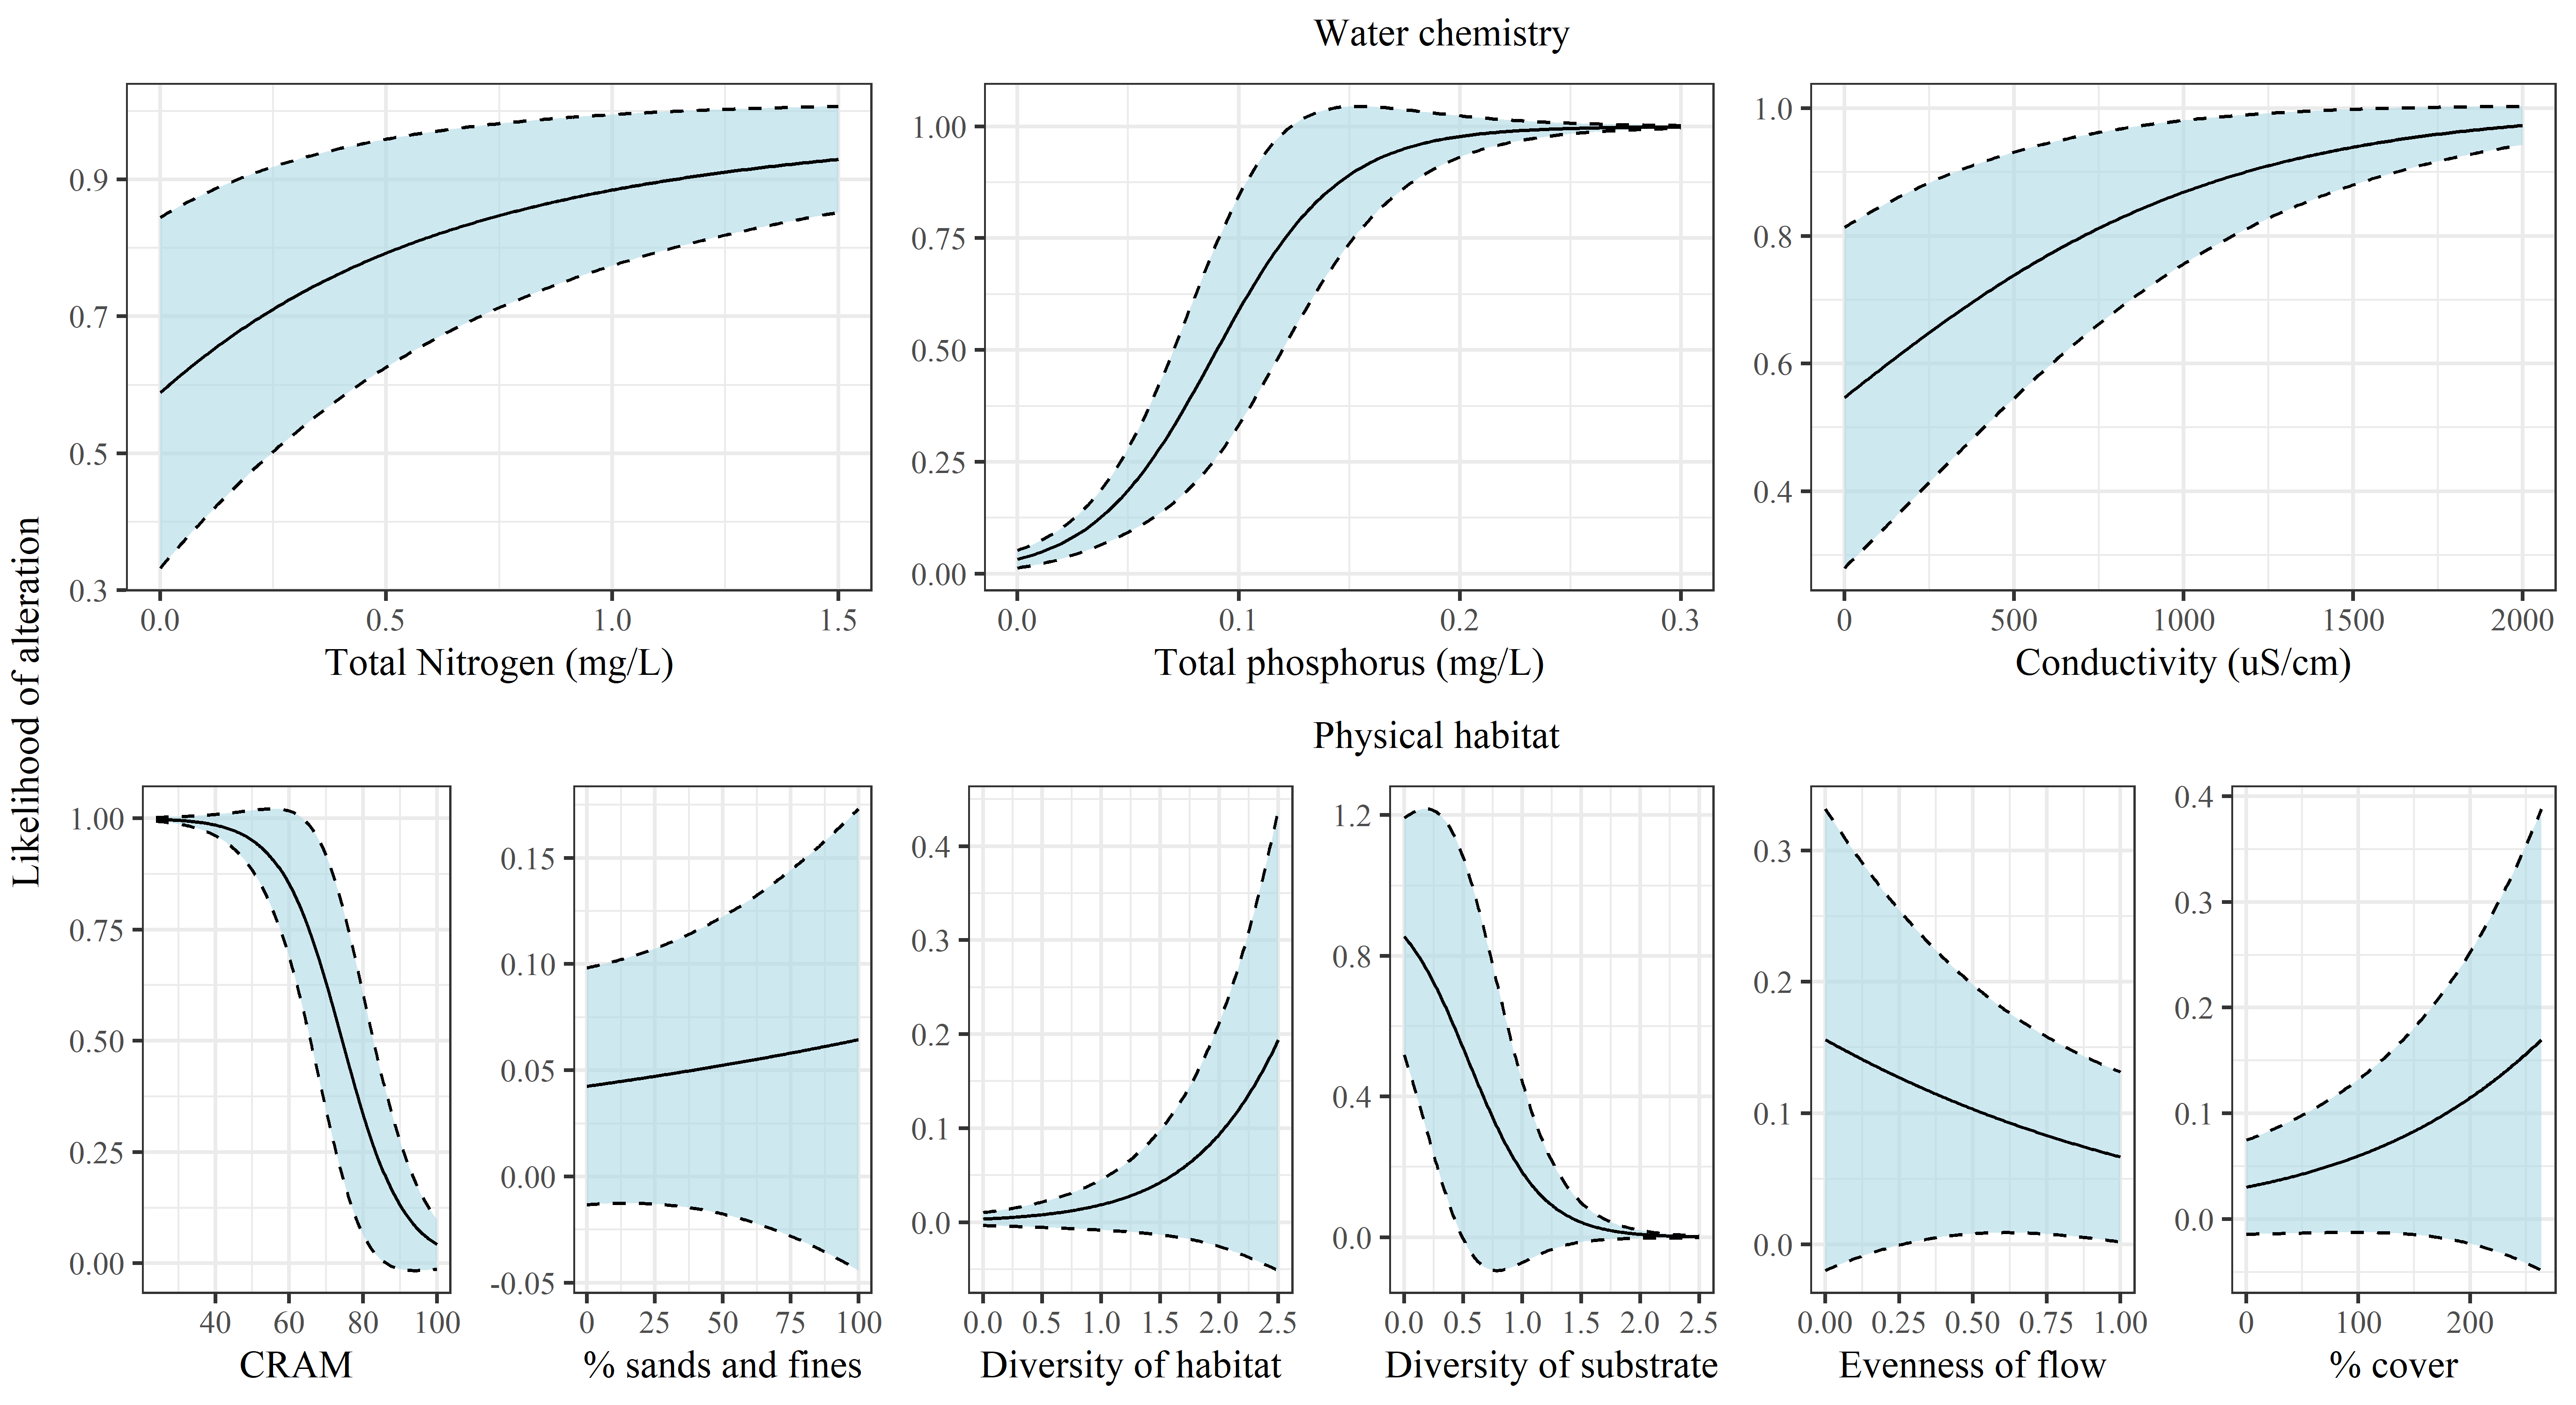 Water chemistry
Likelihood of alteration
0.9
0.7
0.5
0.3
0.0 0.5 1.0 1.5
Total Nitrogen (mg/L)
1.00
0.75
0.50
0.25
0.00
0.0 0.1 0.2 0.3
Total phosphorus (mg/L)
1.0
0.8
0.6
0.4
0 500 1000 1500 2000
Conductivity (uS/cm)
Physical habitat
1.00
0.75
0.50
0.25
0.00
40 60 80 100
CRAM
0.15
0.10
0.05
0.00
-0.05
0 25 50 75 100
% sands and fines
0.4
0.3
0.2
0.1
0.0
0.0 0.5 1.0 1.5 2.0 2.5
Diversity of habitat
1.2
0.8
0.4
0.0
0.0 0.5 1.0 1.5 2.0 2.5
Diversity of substrate
0.3
0.2
0.1
0.0
0.00 0.25 0.50 0.75 1.00
Evenness of flow
0.4
0.3
0.2
0.1
0.0
0 100 200
% cover